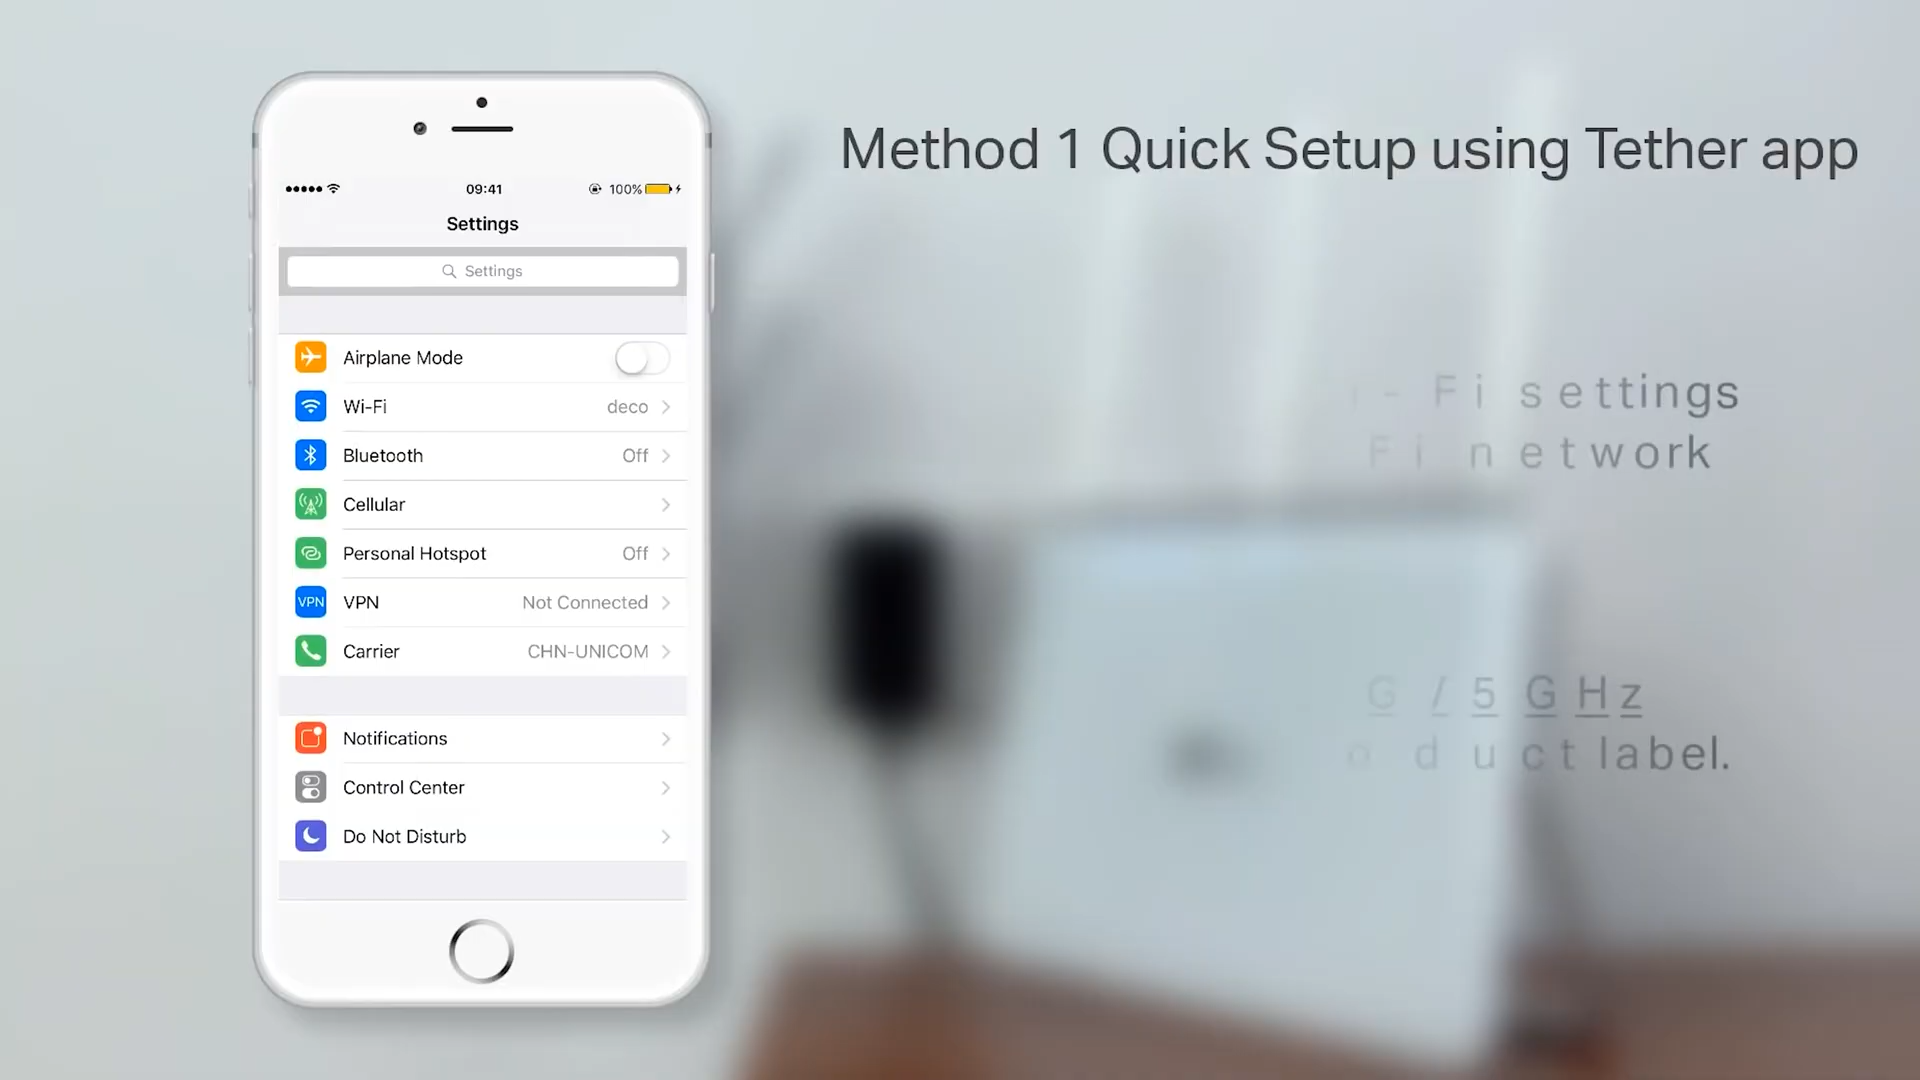 Method 1 Quick Setup using Tether app
09:41
100%
Settings
Settings
Airplane Mode
Wi-Fi
deco
Bluetooth
Off
Cellular
Personal Hotspot
Off
VPN
VPN
Not Connected
Carrier
CHN-UNICOM
Notifications
Control Center
Do Not Disturb
- Fi settings
Fi network
G / 5 GHz
label.